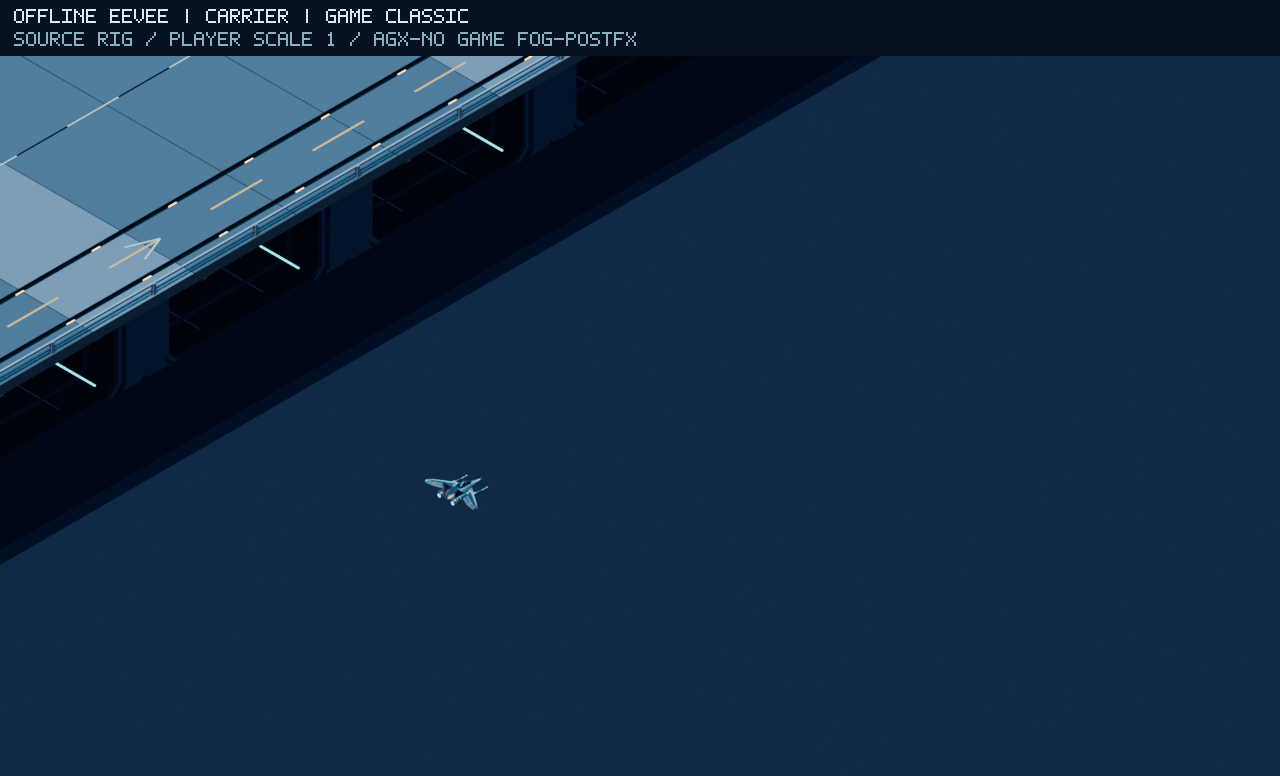 OFFLINE EEVEE | CARRIER | GAME CLASSIC
SOURCE RIG / PLAYER SCALE 1 / AGX-NO GAME FOG-POSTFX